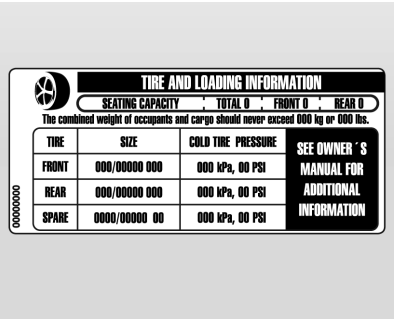 TIRE AND LOADING INFORMATION
SEATING CAPACITY TOTAL 0 FRONT 0 REAR 0
The combined weight of occupants and cargo should never exceed 000 kg or 000 lbs.
TIRE SIZE COLD TIRE PRESSURE
FRONT 000/00000 000 000 kPa, 00 PSI
REAR 000/00000 000 000 kPa, 00 PSI
SPARE 0000/00000 00 000 kPa, 00 PSI
SEE OWNER´S
MANUAL FOR
ADDITIONAL
INFORMATION
00000000